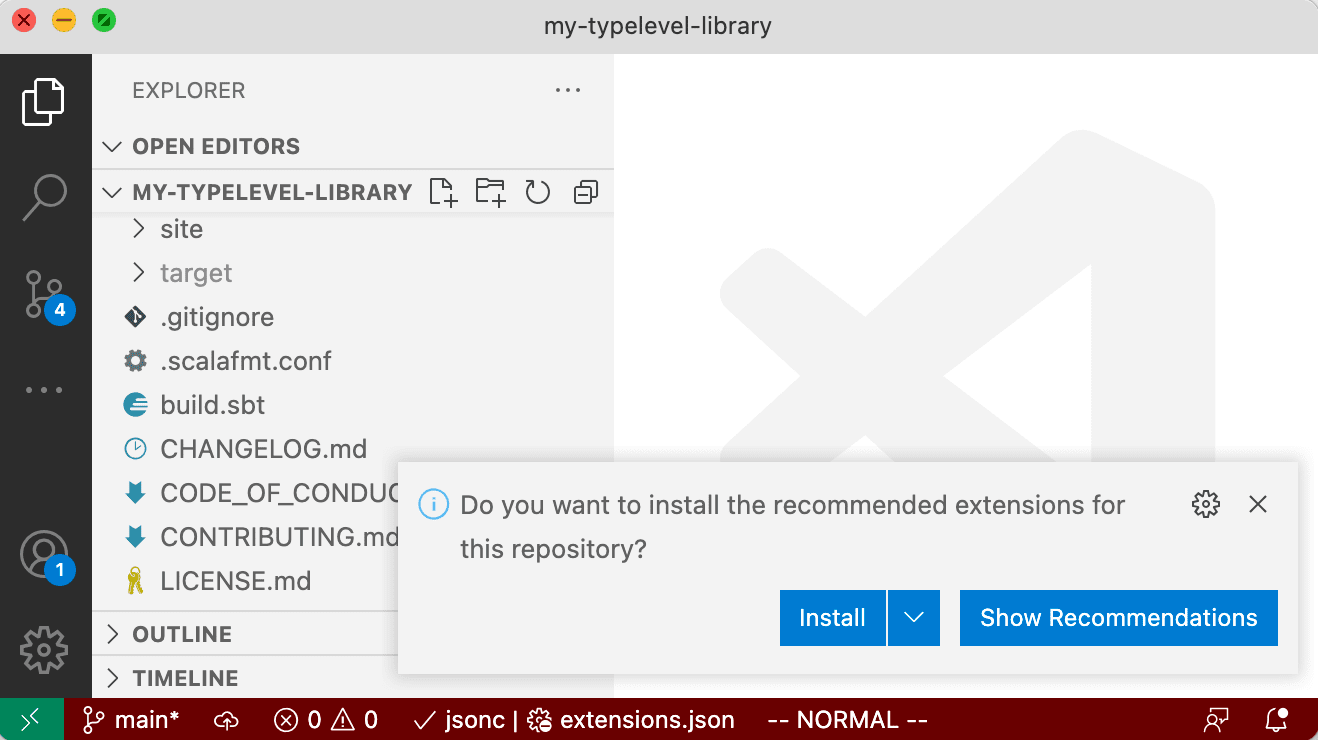 my-typelevel-library
EXPLORER
OPEN EDITORS
MY-TYPELEVEL-LIBRARY
site
target
.gitignore
.scalafmt.conf
build.sbt
CHANGELOG.md
CODE_OF_CONDUC
CONTRIBUTING.md
LICENSE.md
OUTLINE
TIMELINE
4
1
Do you want to install the recommended extensions for
this repository?
Install
Show Recommendations
main* 0 0 jsonc | extensions.json -- NORMAL --